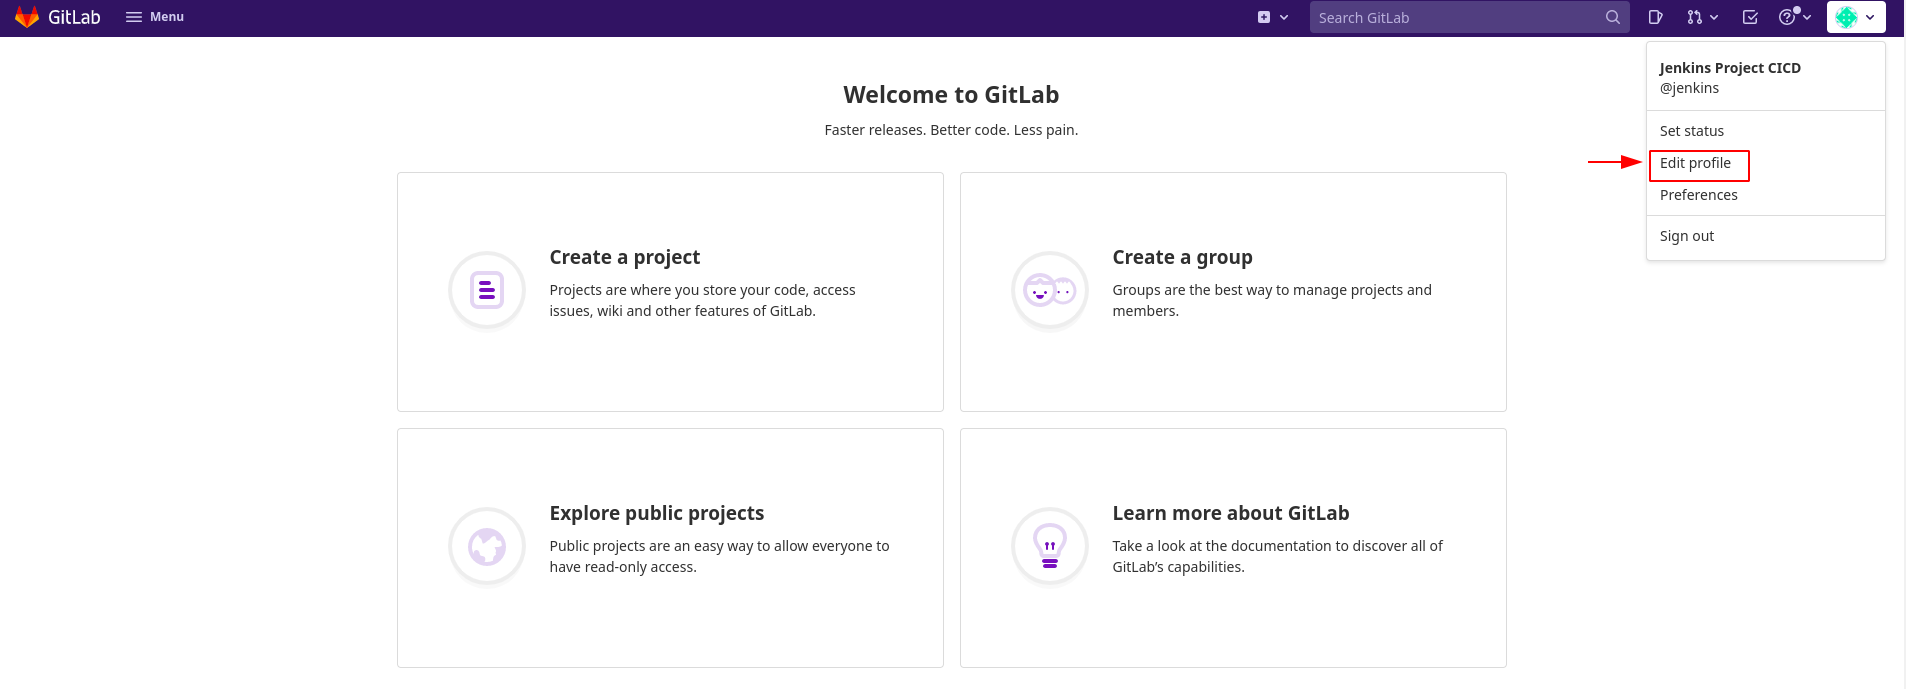 GitLab
Menu
Search GitLab
Jenkins Project CICD
@jenkins
Set status
Edit profile
Preferences
Sign out
Welcome to GitLab
Faster releases. Better code. Less pain.
Create a project
Projects are where you store your code, access
issues, wiki and other features of GitLab.
Create a group
Groups are the best way to manage projects and
members.
Explore public projects
Public projects are an easy way to allow everyone to
have read-only access.
Learn more about GitLab
Take a look at the documentation to discover all of
GitLab’s capabilities.